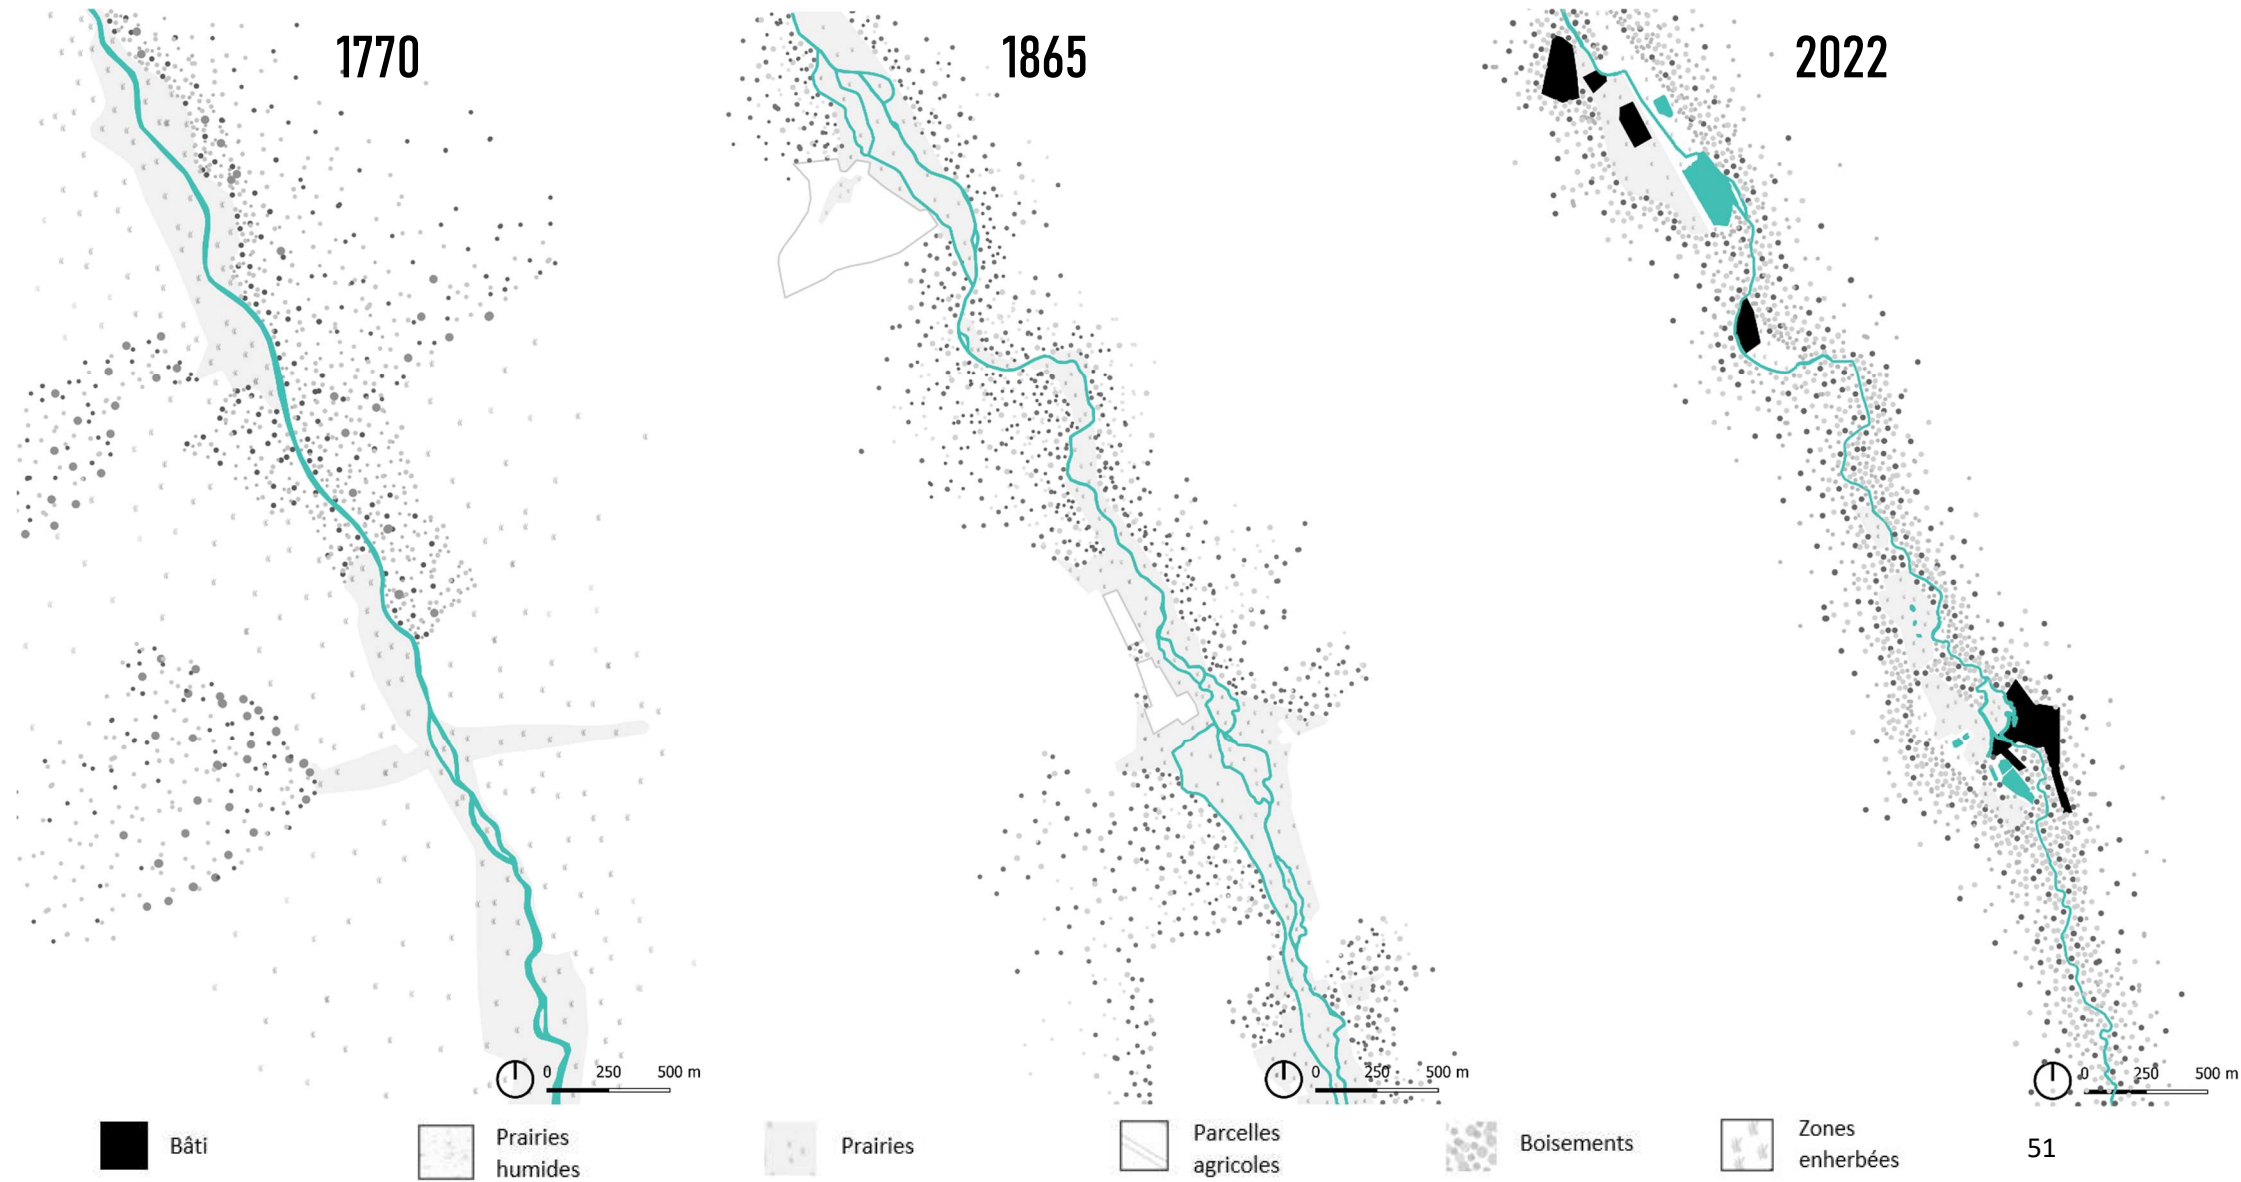 1770
1865
2022
0 250 500 m
0 250 500 m
0 250 500 m
Bâti
Prairies
humides
Prairies
Parcelles
agricoles
Boisements
Zones
enherbées
51